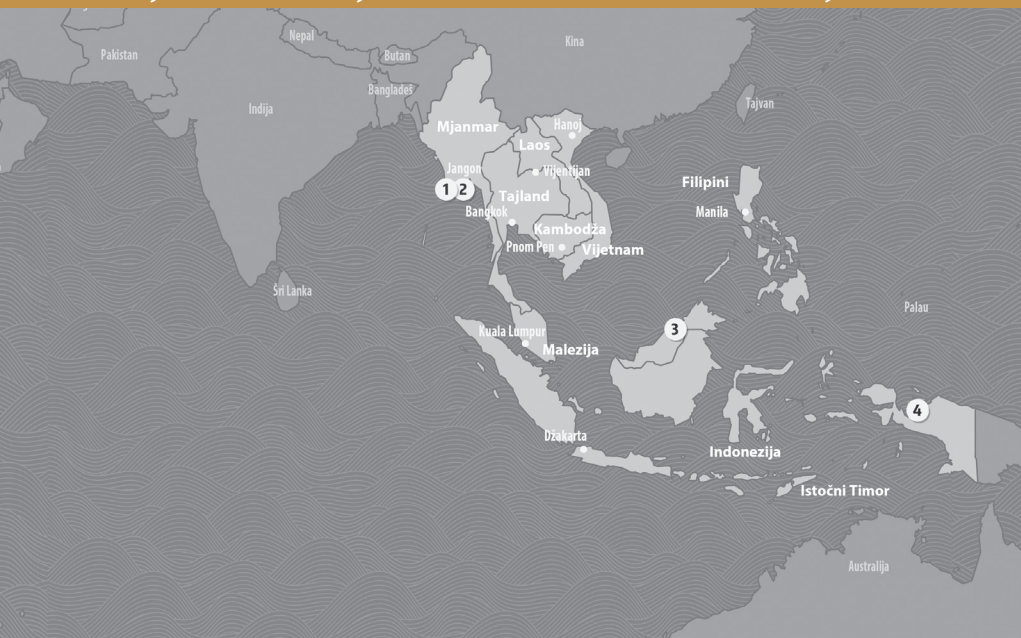 Nepal
Kina
Pakistan
Butan
Bangladeš
Indija
Tajvan
Mjanmar
Hanoj
Laos
Jangon
Vijentijan
1 2
Tajland
Filipini
Bangkok
Manila
Kambodža
Pnom Pen
Vijetnam
Šri Lanka
Palau
Kuala Lumpur
3
Malezija
4
Džakarta
Indonezija
Istočni Timor
Australija